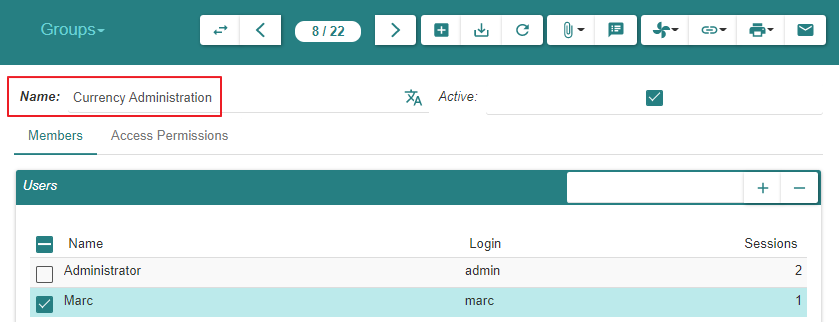 Groups
8 / 22
Name: Currency Administration Active:
Members Access Permissions
Users
Name Login Sessions
Administrator admin 2
Marc marc 1